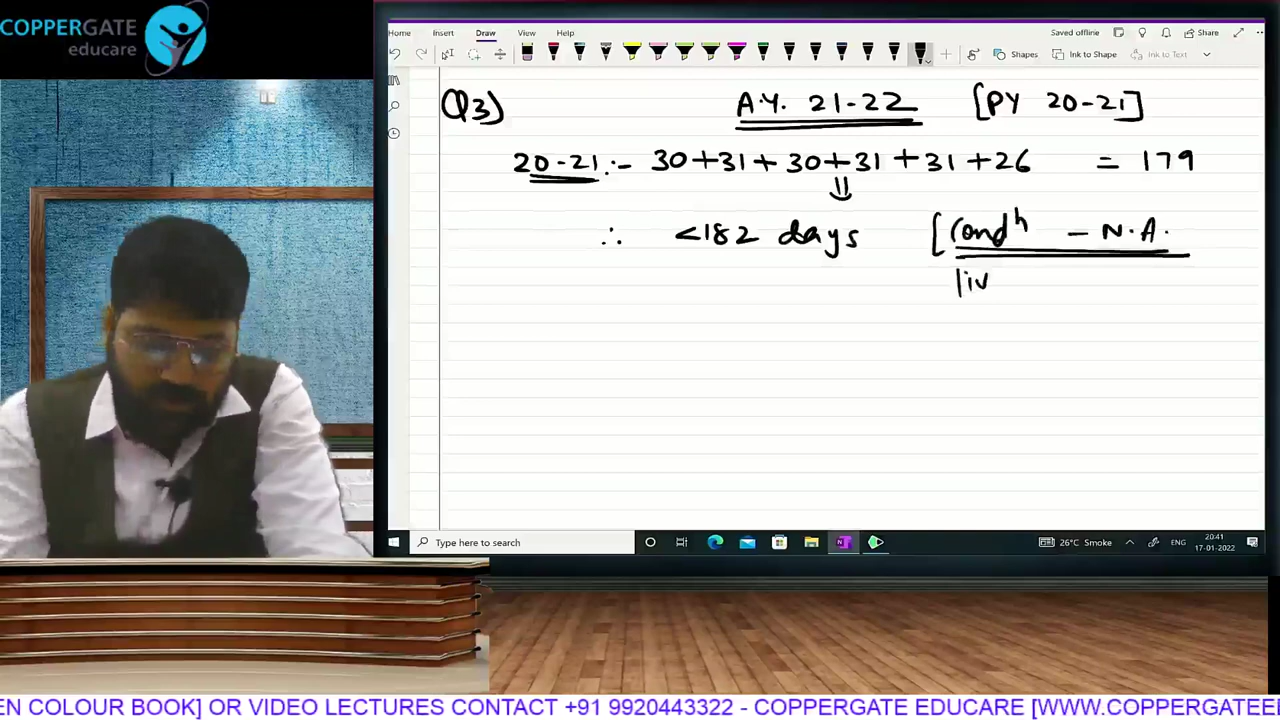 COPPERGATE
educare
Home Insert Draw View Help
Saved offline
Share
Shapes
Ink to Shape
Ink to Text
Q3) A.Y. 21-22 [PY 20-21]
20-21 :- 30+31+30+31+31+26 = 179
∴ <182 days [condn - N.A.
liv
Type here to search
26°C Smoke
ENG
20:41
17-01-2022
EN COLOUR BOOK] OR VIDEO LECTURES CONTACT +91 9920443322 - COPPERGATE EDUCARE [WWW.COPPERGATEE